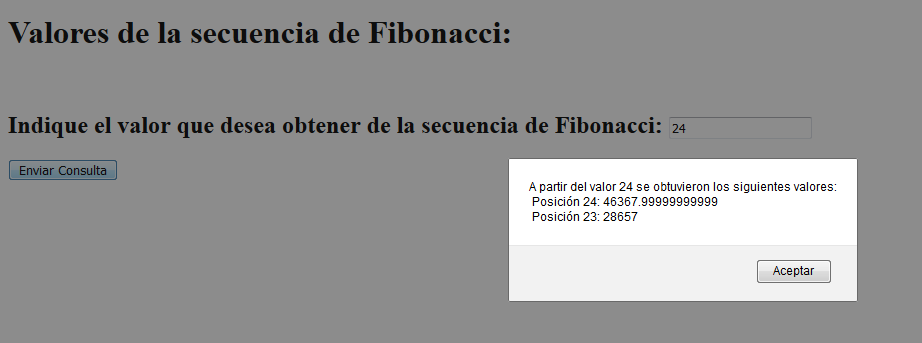 Valores de la secuencia de Fibonacci:
Indique el valor que desea obtener de la secuencia de Fibonacci: 24
Enviar Consulta
A partir del valor 24 se obtuvieron los siguientes valores:
Posición 24: 46367.99999999999
Posición 23: 28657
Aceptar